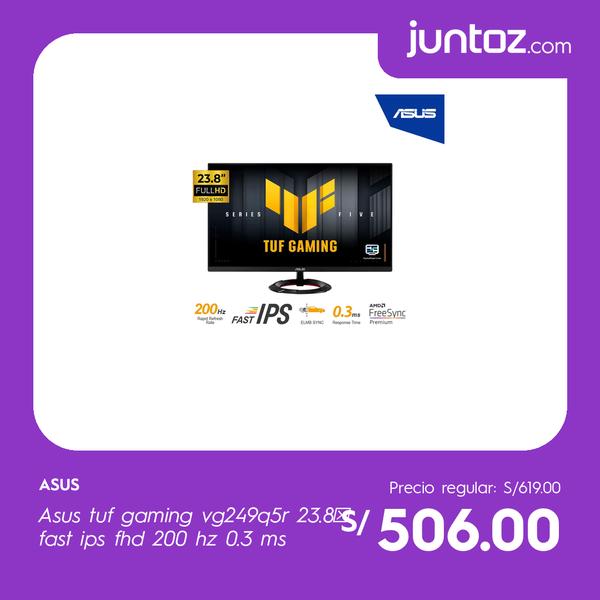 juntoz.com
ASUS
23.8"
FULL HD
1920 x 1080
SERIES FIVE
TUF GAMING
ASUS
200Hz
Rapid Refresh
Rate
FAST IPS
ELMB SYNC
0.3ms
Response Time
AMD
FreeSync
Premium
ASUS
Precio regular: S/619.00
Asus tuf gaming vg249q5r 23.8
fast ips fhd 200 hz 0.3 ms
S/ 506.00